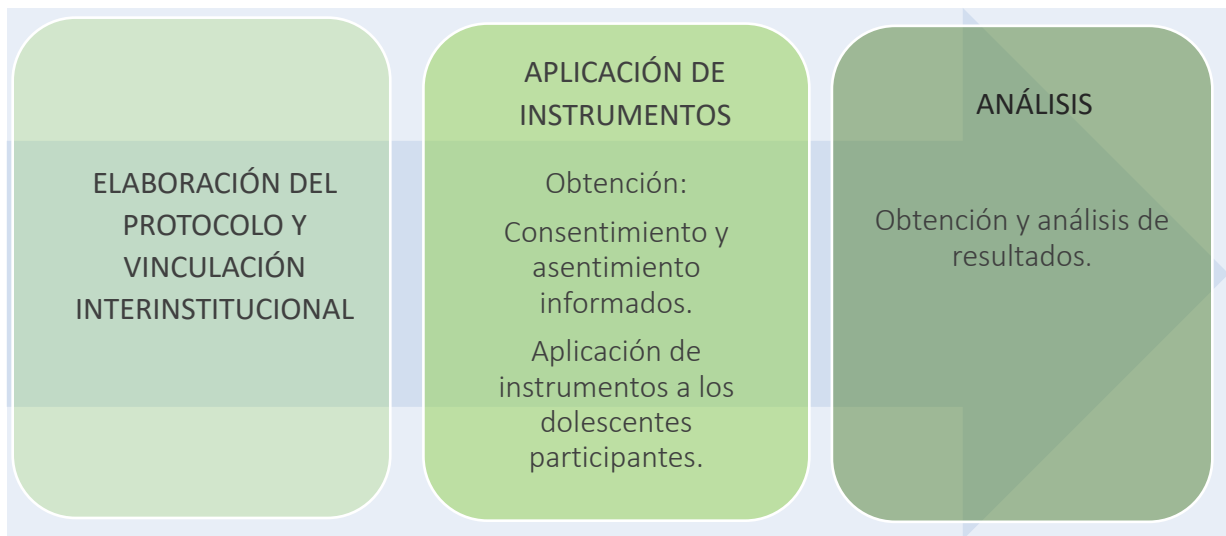 ELABORACIÓN DEL
PROTOCOLO Y
VINCULACIÓN
INTERINSTITUCIONAL
APLICACIÓN DE
INSTRUMENTOS
Obtención:
Consentimiento y
asentimiento
informados.
Aplicación de
instrumentos a los
dolescentes
participantes.
ANÁLISIS
Obtención y análisis de
resultados.